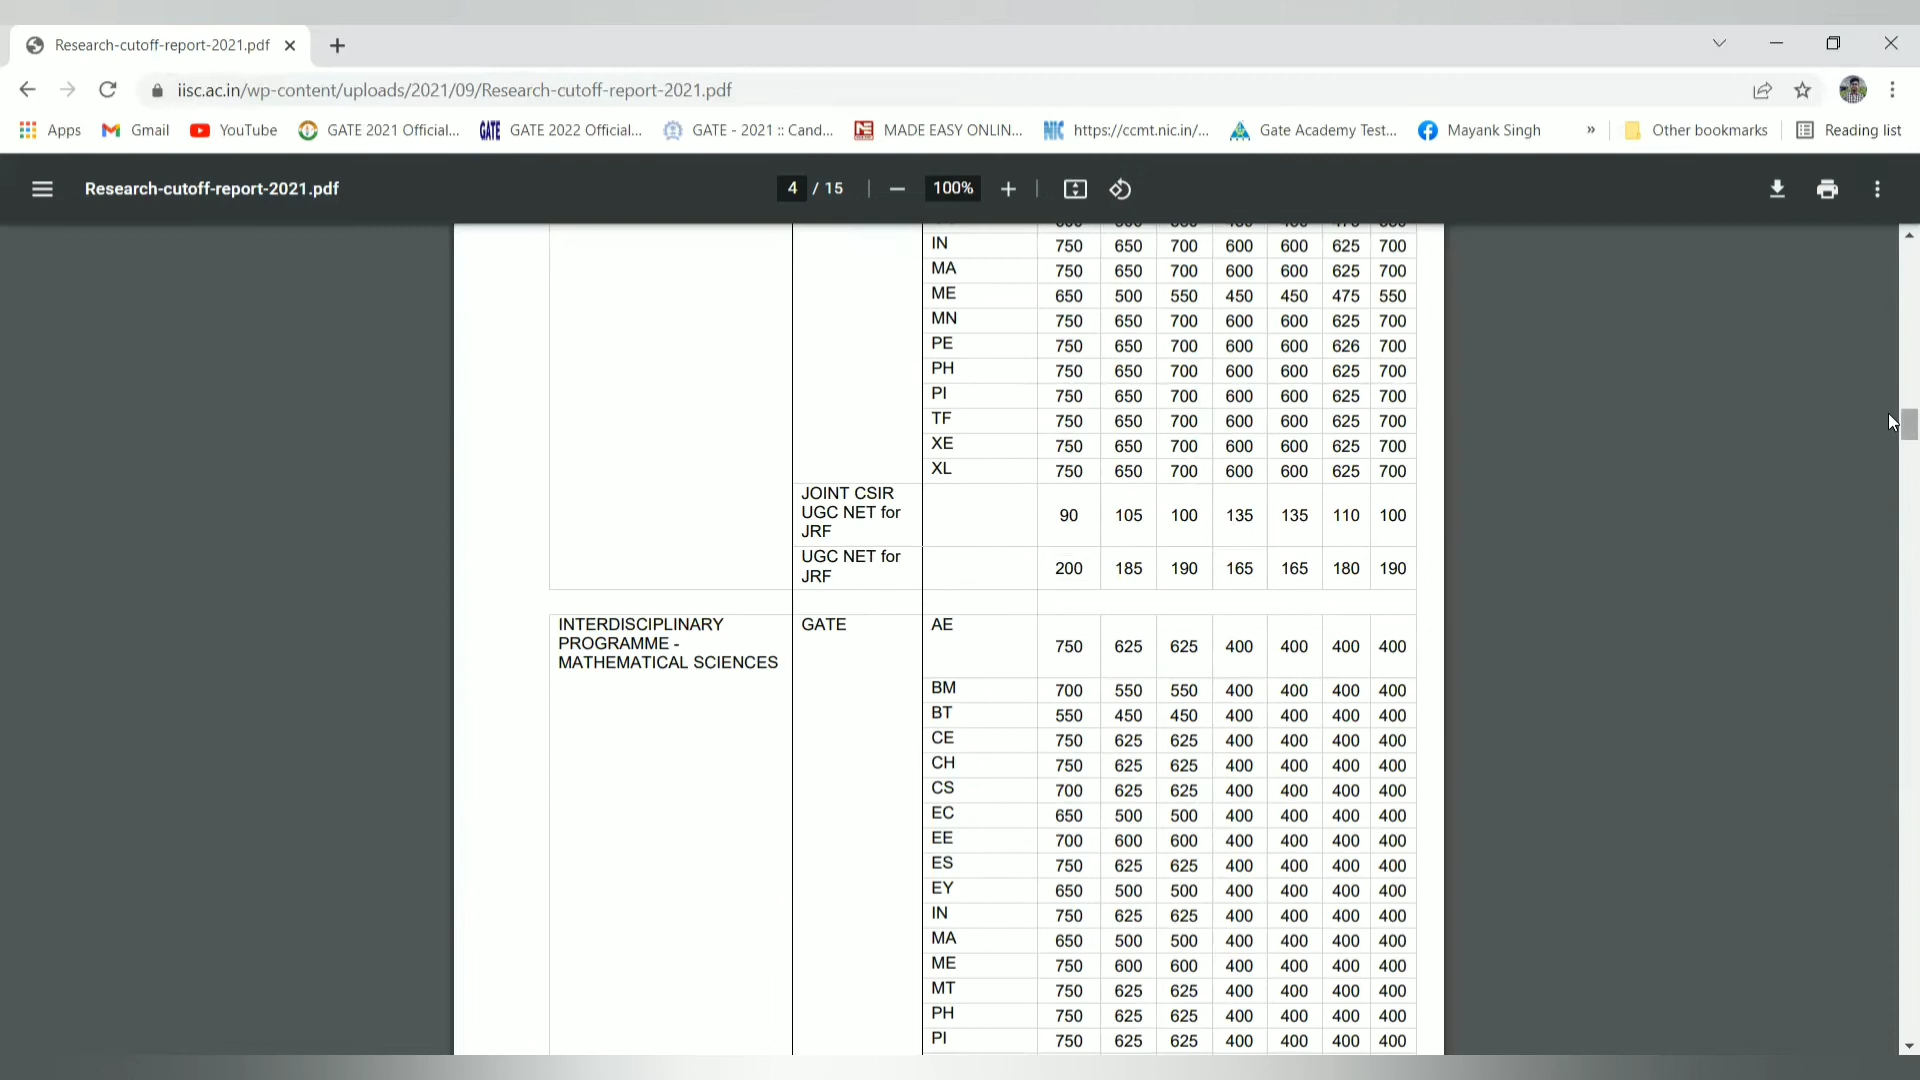 Research-cutoff-report-2021.pdf
iisc.ac.in/wp-content/uploads/2021/09/Research-cutoff-report-2021.pdf
Apps Gmail YouTube GATE 2021 Official... GATE GATE 2022 Official... GATE - 2021 :: Cand... MADE EASY ONLIN... NIC https://ccmt.nic.in/... Gate Academy Test... Mayank Singh » Other bookmarks Reading list
Research-cutoff-report-2021.pdf 4 / 15 100%
IN 750 650 700 600 600 625 700
MA 750 650 700 600 600 625 700
ME 650 500 550 450 450 475 550
MN 750 650 700 600 600 625 700
PE 750 650 700 600 600 626 700
PH 750 650 700 600 600 625 700
PI 750 650 700 600 600 625 700
TF 750 650 700 600 600 625 700
XE 750 650 700 600 600 625 700
XL 750 650 700 600 600 625 700
JOINT CSIR
UGC NET for
JRF
90 105 100 135 135 110 100
UGC NET for
JRF
200 185 190 165 165 180 190
INTERDISCIPLINARY
PROGRAMME -
MATHEMATICAL SCIENCES
GATE
AE 750 625 625 400 400 400 400
BM 700 550 550 400 400 400 400
BT 550 450 450 400 400 400 400
CE 750 625 625 400 400 400 400
CH 750 625 625 400 400 400 400
CS 700 625 625 400 400 400 400
EC 650 500 500 400 400 400 400
EE 700 600 600 400 400 400 400
ES 750 625 625 400 400 400 400
EY 650 500 500 400 400 400 400
IN 750 625 625 400 400 400 400
MA 650 500 500 400 400 400 400
ME 750 600 600 400 400 400 400
MT 750 625 625 400 400 400 400
PH 750 625 625 400 400 400 400
PI 750 625 625 400 400 400 400